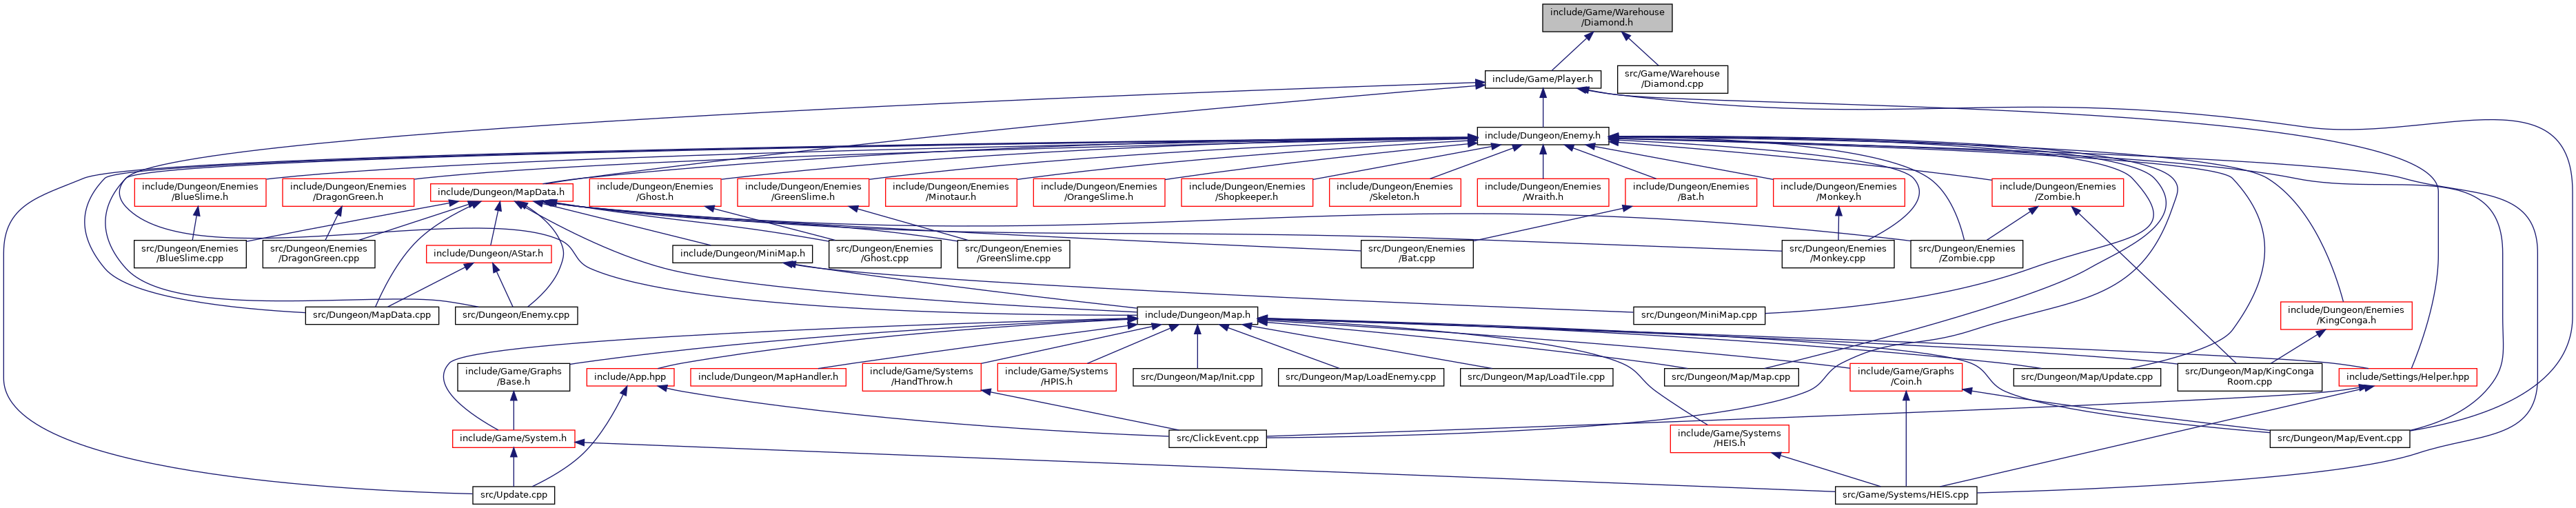 include/Game/Warehouse
/Diamond.h
include/Game/Player.h
src/Game/Warehouse
/Diamond.cpp
include/Dungeon/Enemy.h
include/Dungeon/Enemies
/BlueSlime.h
include/Dungeon/Enemies
/DragonGreen.h
include/Dungeon/MapData.h
include/Dungeon/Enemies
/Ghost.h
include/Dungeon/Enemies
/GreenSlime.h
include/Dungeon/Enemies
/Minotaur.h
include/Dungeon/Enemies
/OrangeSlime.h
include/Dungeon/Enemies
/Shopkeeper.h
include/Dungeon/Enemies
/Skeleton.h
include/Dungeon/Enemies
/Wraith.h
include/Dungeon/Enemies
/Bat.h
include/Dungeon/Enemies
/Monkey.h
include/Dungeon/Enemies
/Zombie.h
src/Dungeon/Enemies
/BlueSlime.cpp
src/Dungeon/Enemies
/DragonGreen.cpp
include/Dungeon/AStar.h
include/Dungeon/MiniMap.h
src/Dungeon/Enemies
/Ghost.cpp
src/Dungeon/Enemies
/GreenSlime.cpp
src/Dungeon/Enemies
/Bat.cpp
src/Dungeon/Enemies
/Monkey.cpp
src/Dungeon/Enemies
/Zombie.cpp
src/Dungeon/MapData.cpp
src/Dungeon/Enemy.cpp
include/Dungeon/Map.h
src/Dungeon/MiniMap.cpp
include/Dungeon/Enemies
/KingConga.h
include/Game/Graphs
/Base.h
include/App.hpp
include/Dungeon/MapHandler.h
include/Game/Systems
/HandThrow.h
include/Game/Systems
/HPIS.h
src/Dungeon/Map/Init.cpp
src/Dungeon/Map/LoadEnemy.cpp
src/Dungeon/Map/LoadTile.cpp
src/Dungeon/Map/Map.cpp
include/Game/Graphs
/Coin.h
src/Dungeon/Map/Update.cpp
src/Dungeon/Map/KingConga
Room.cpp
include/Settings/Helper.hpp
include/Game/System.h
src/ClickEvent.cpp
include/Game/Systems
/HEIS.h
src/Dungeon/Map/Event.cpp
src/Update.cpp
src/Game/Systems/HEIS.cpp